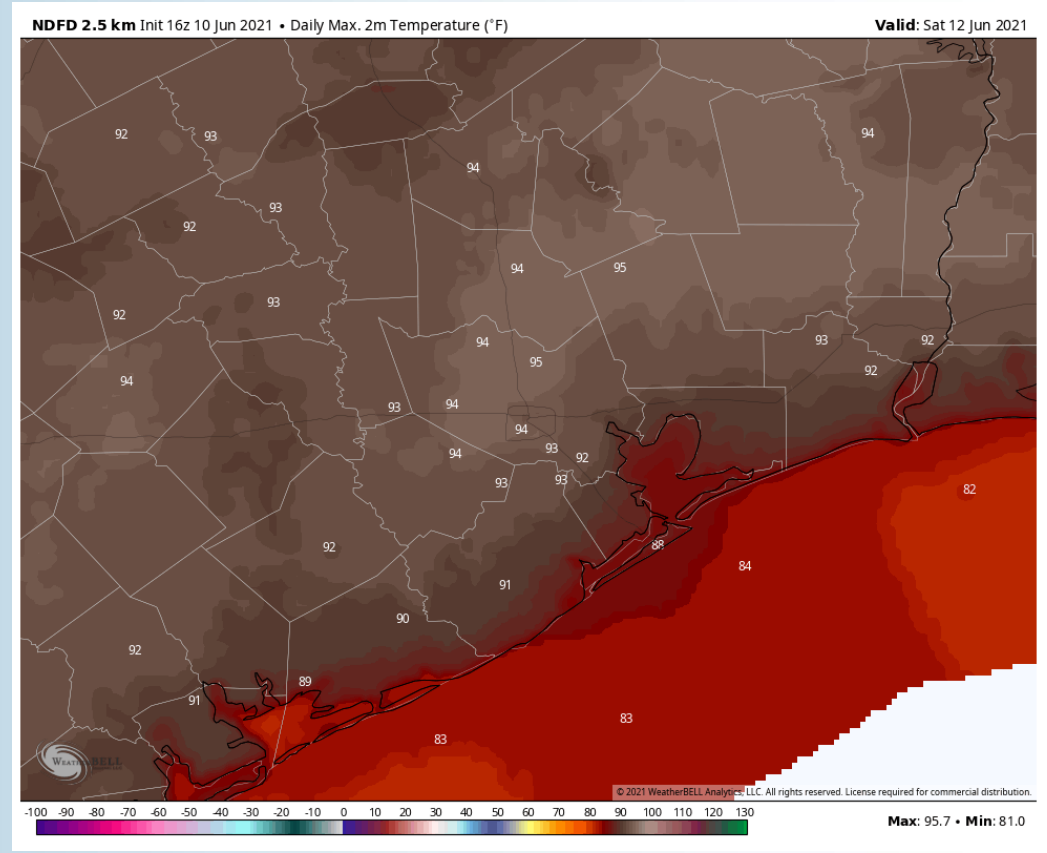 NDFD 2.5 km Init 16z 10 Jun 2021 • Daily Max. 2m Temperature (°F) Valid: Sat 12 Jun 2021
92 93 94
94
93
92
94 95
93
92
94 93 92
95 92
94
93 94
94
94 93 92
93 93
82
92 88
84
91
90
92
89
91
83
83
WEATHERBELL
© 2021 WeatherBELL Analytics, LLC. All rights reserved. License required for commercial distribution.
-100 -90 -80 -70 -60 -50 -40 -30 -20 -10 0 10 20 30 40 50 60 70 80 90 100 110 120 130
Max: 95.7 • Min: 81.0